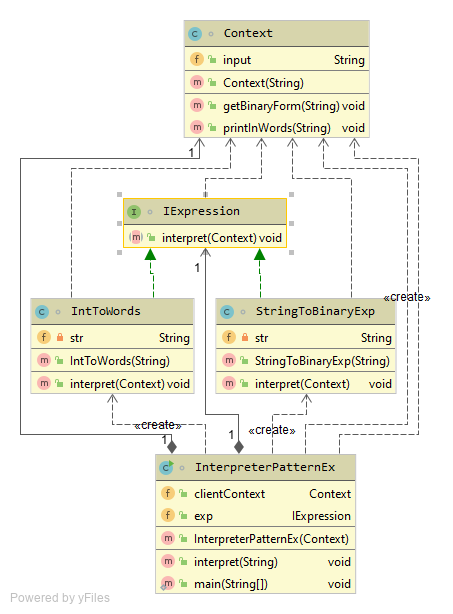 Context
input String
Context(String)
getBinaryForm(String) void
printInWords(String) void
1
IExpression
interpret(Context) void
1
«create»
IntToWords
str String
IntToWords(String)
interpret(Context) void
StringToBinaryExp
str String
StringToBinaryExp(String)
interpret(Context) void
«create»
«create»
1
1
InterpreterPatternEx
clientContext Context
exp IExpression
InterpreterPatternEx(Context)
interpret(String) void
main(String[]) void
Powered by yFiles